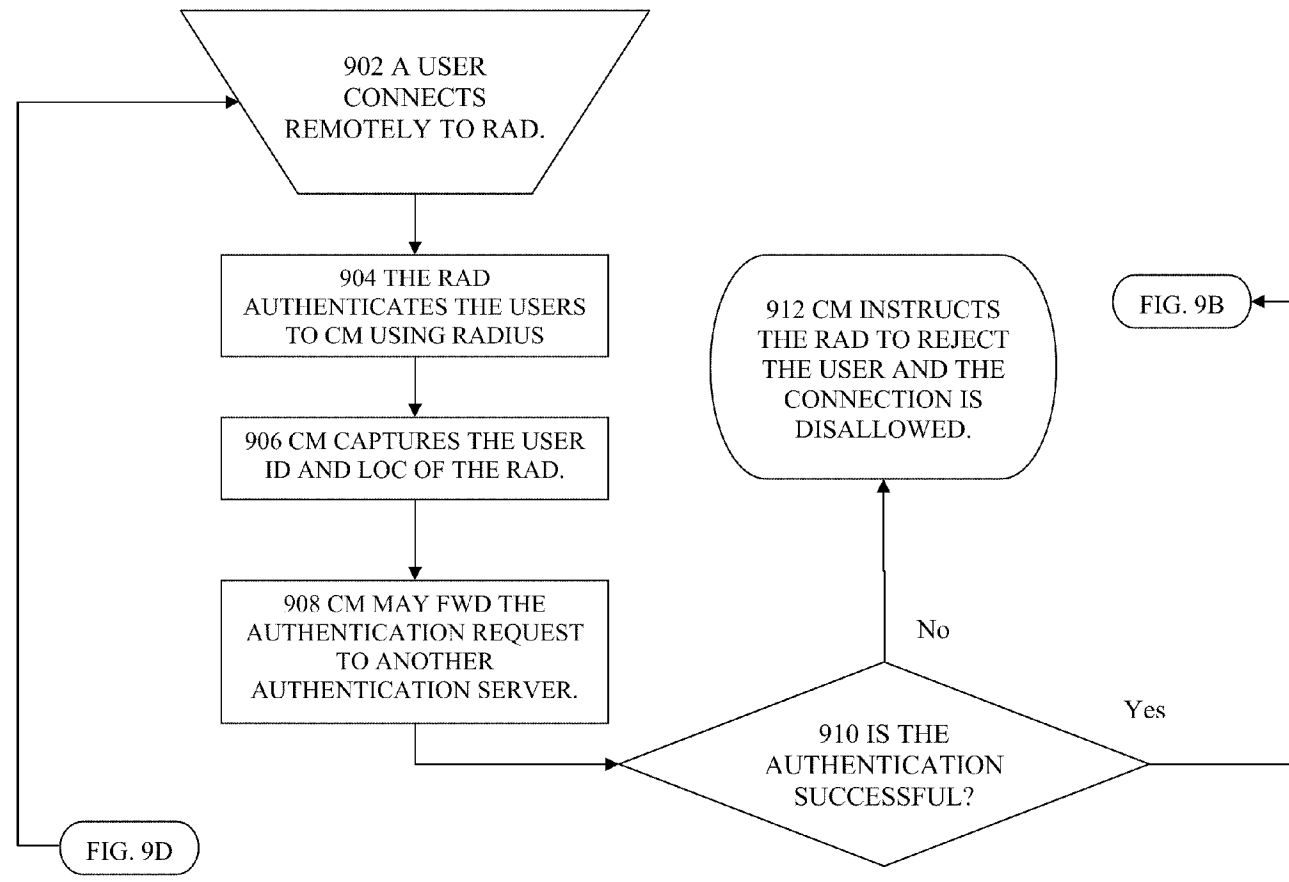 902 A USER
CONNECTS
REMOTELY TO RAD.
904 THE RAD
AUTHENTICATES THE USERS
TO CM USING RADIUS
906 CM CAPTURES THE USER
ID AND LOC OF THE RAD.
908 CM MAY FWD THE
AUTHENTICATION REQUEST
TO ANOTHER
AUTHENTICATION SERVER.
910 IS THE
AUTHENTICATION
SUCCESSFUL?
No
Yes
912 CM INSTRUCTS
THE RAD TO REJECT
THE USER AND THE
CONNECTION IS
DISALLOWED.
FIG. 9B
FIG. 9D